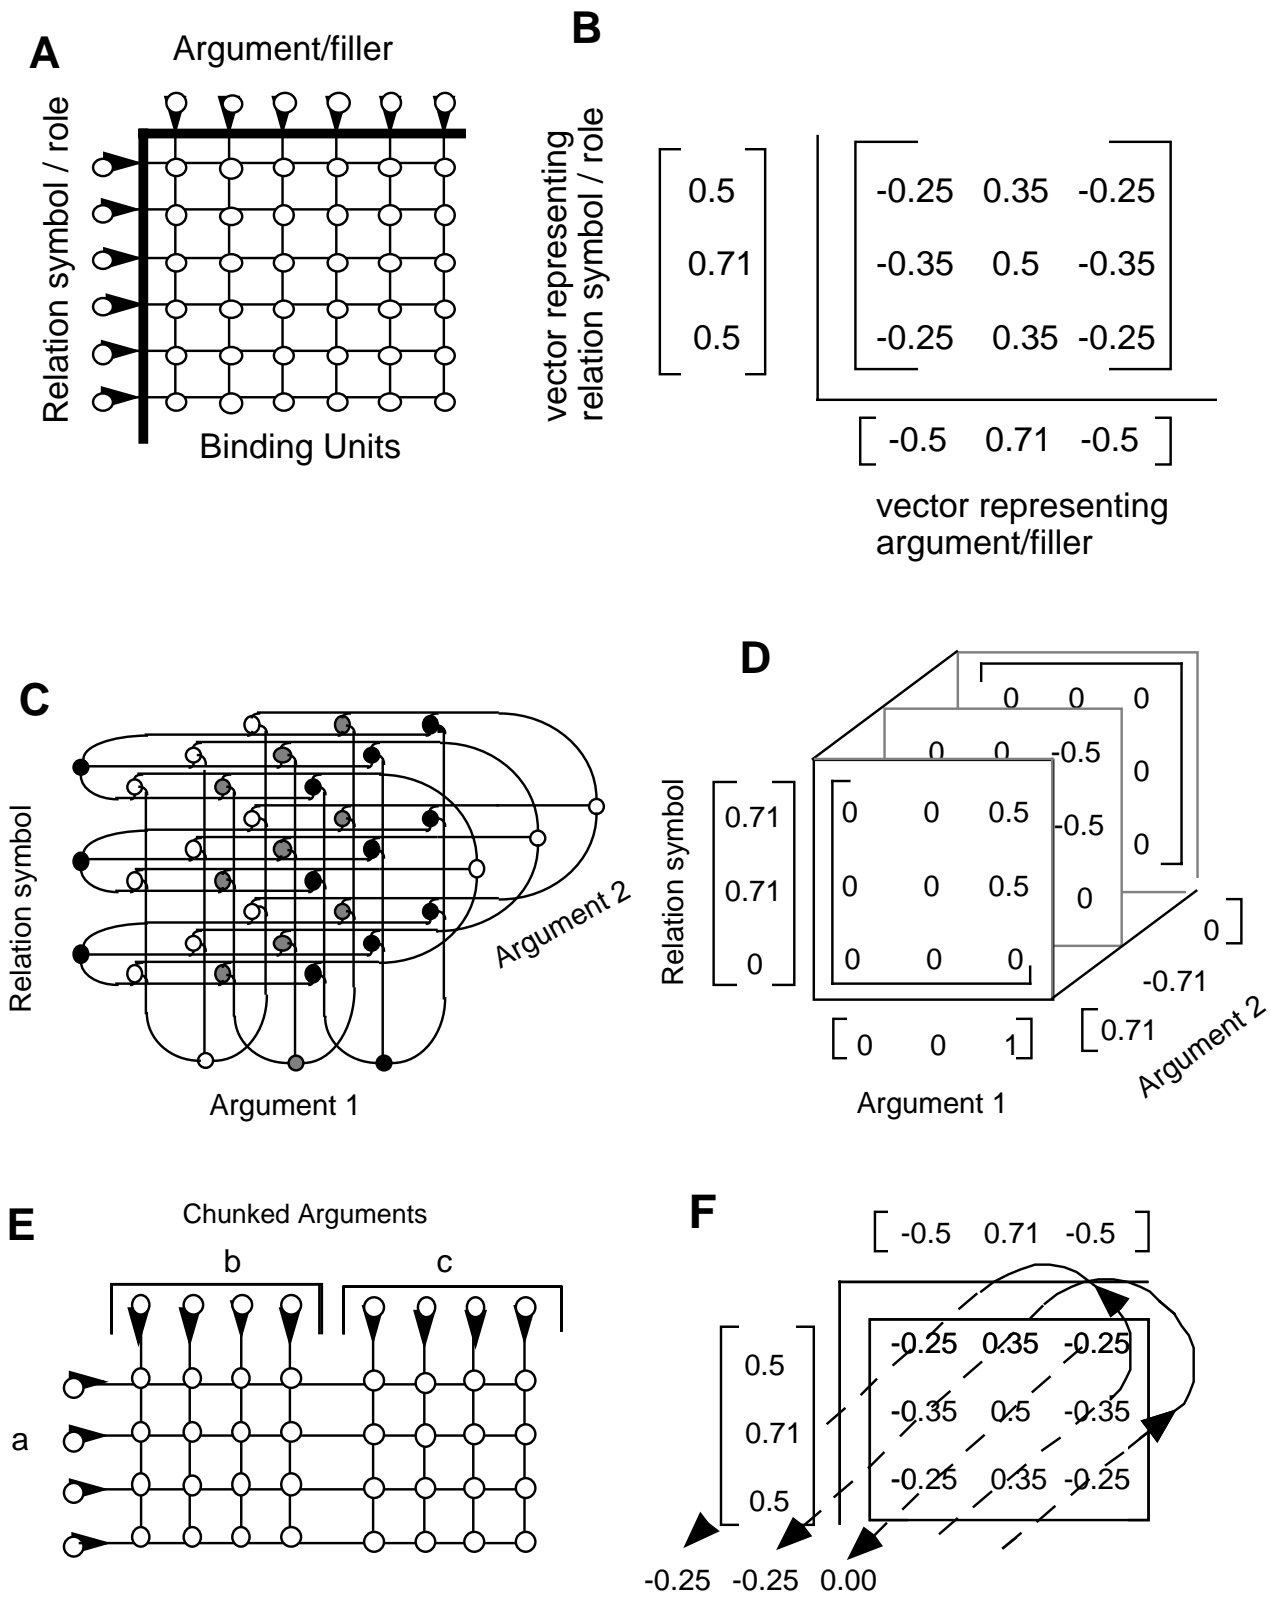 A
Argument/filler
Relation symbol / role
Binding Units
B
vector representing
relation symbol / role
0.5
0.71
0.5
-0.25 0.35 -0.25
-0.35 0.5 -0.35
-0.25 0.35 -0.25
-0.5 0.71 -0.5
vector representing
argument/filler
C
Relation symbol
Argument 2
Argument 1
D
Relation symbol
0.71
0.71
0
0 0 0
0
0
0 0 -0.5
-0.5
0
0 0 0.5
0 0 0.5
0 0 0
0 0 1
Argument 1
0.71
-0.71
0
Argument 2
E
Chunked Arguments
b c
a
F
-0.5 0.71 -0.5
0.5
0.71
0.5
-0.25 0.35 -0.25
-0.35 0.5 -0.35
-0.25 0.35 -0.25
-0.25 -0.25 0.00